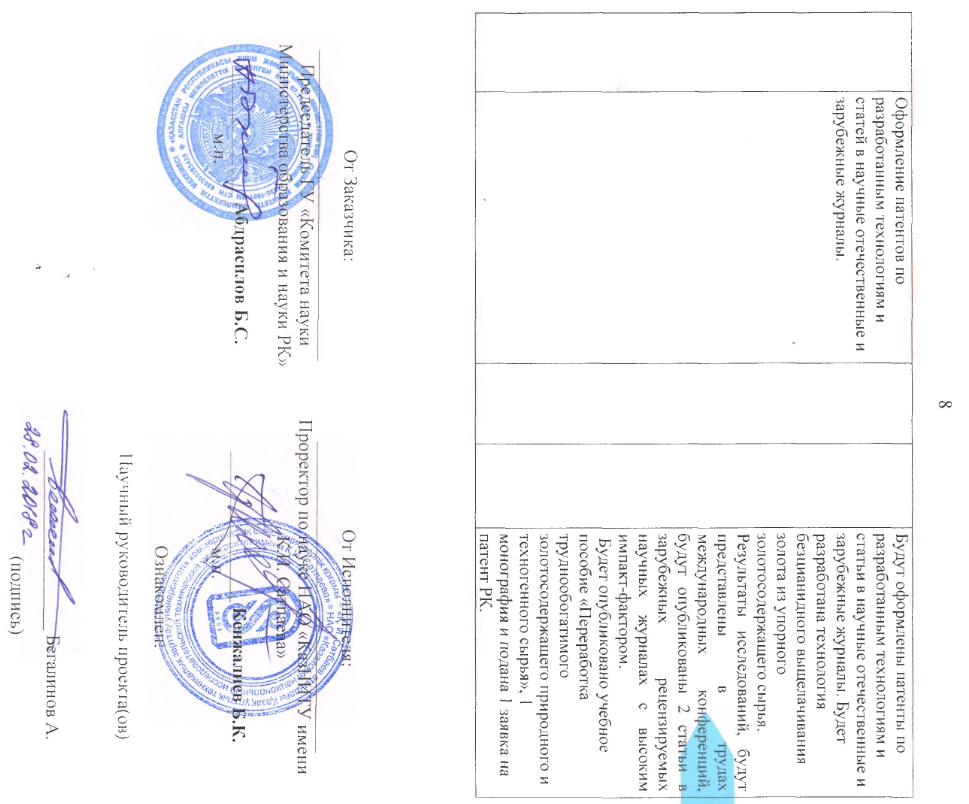 8
Оформление патентов по
разработанным технологиям и
статей в научные отечественные и
зарубежные журналы.
Будут оформлены патенты по
разработанным технологиям и
статьи в научные отечественные и
зарубежные журналы. Будет
разработана технология
безцианидного выщелачивания
золота из упорного
золотосодержащего сырья.
Результаты исследований, будут
представлены в трудах
международных конференций,
будут опубликованы 2 статьи в
зарубежных рецензируемых
научных журналах с высоким
импакт-фактором.
Будет опубликовано учебное
пособие «Переработка
труднообогатимого
золотосодержащего природного и
техногенного сырья», 1
монография и подана 1 заявка на
патент РК.
От Заказчика:
Председатель ГУ «Комитета науки
Министерства образования и науки РК»
Абдрасилов Б.С.
М.П.
От Исполнителя:
Проректор по науке НАО «КазНИТУ имени
К.И. Сатпаева»
Кенжалиев Б.К.
М.П.
Ознакомлен:
Научный руководитель проекта(ов)
Бегалинов А.
28.02.2018г
(подпись)